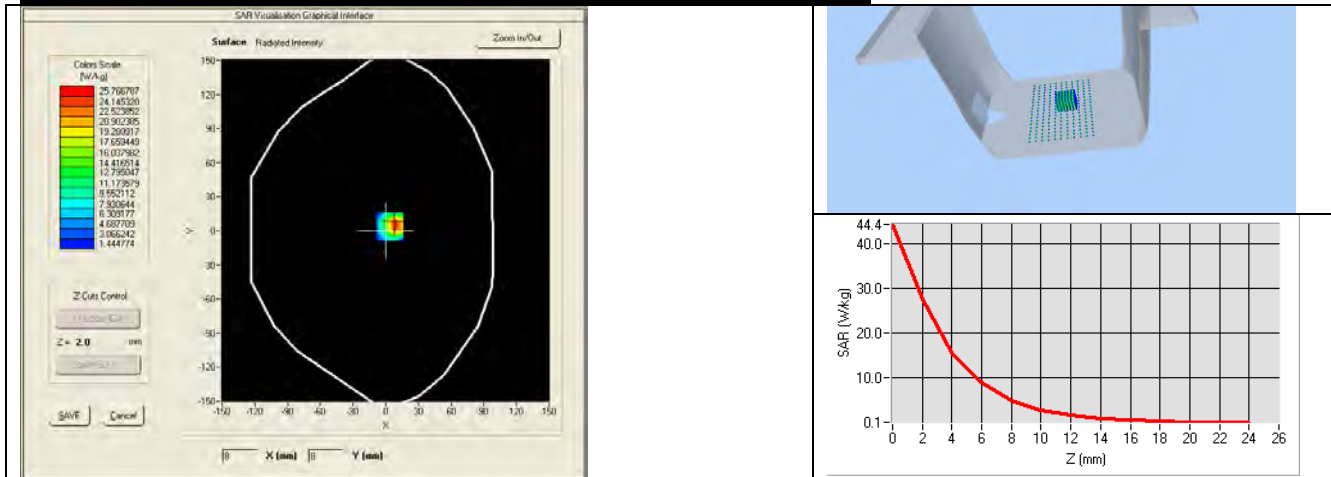 SAR Visualisation Graphical Interface
Surface Radiated Intensity
Zoom In/Out
Colors Scale
(W/kg)
25.766787
24.145320
22.523852
20.902385
19.280917
17.659449
16.037982
14.416514
12.795047
11.173579
9.552112
7.930644
6.309177
4.687709
3.066242
1.444774
Z-Cuts Control
Z = 2.0 mm
SAVE Cancel
150-
120-
90-
60-
30-
0-
-30-
-60-
-90-
-120-
-150-
Y
-150 -120 -90 -60 -30 0 30 60 90 120 150
X
8 X (mm) 8 Y (mm)
44.4
40.0
30.0
20.0
10.0
0.1
SAR (W/kg)
0 2 4 6 8 10 12 14 16 18 20 22 24 26
Z (mm)